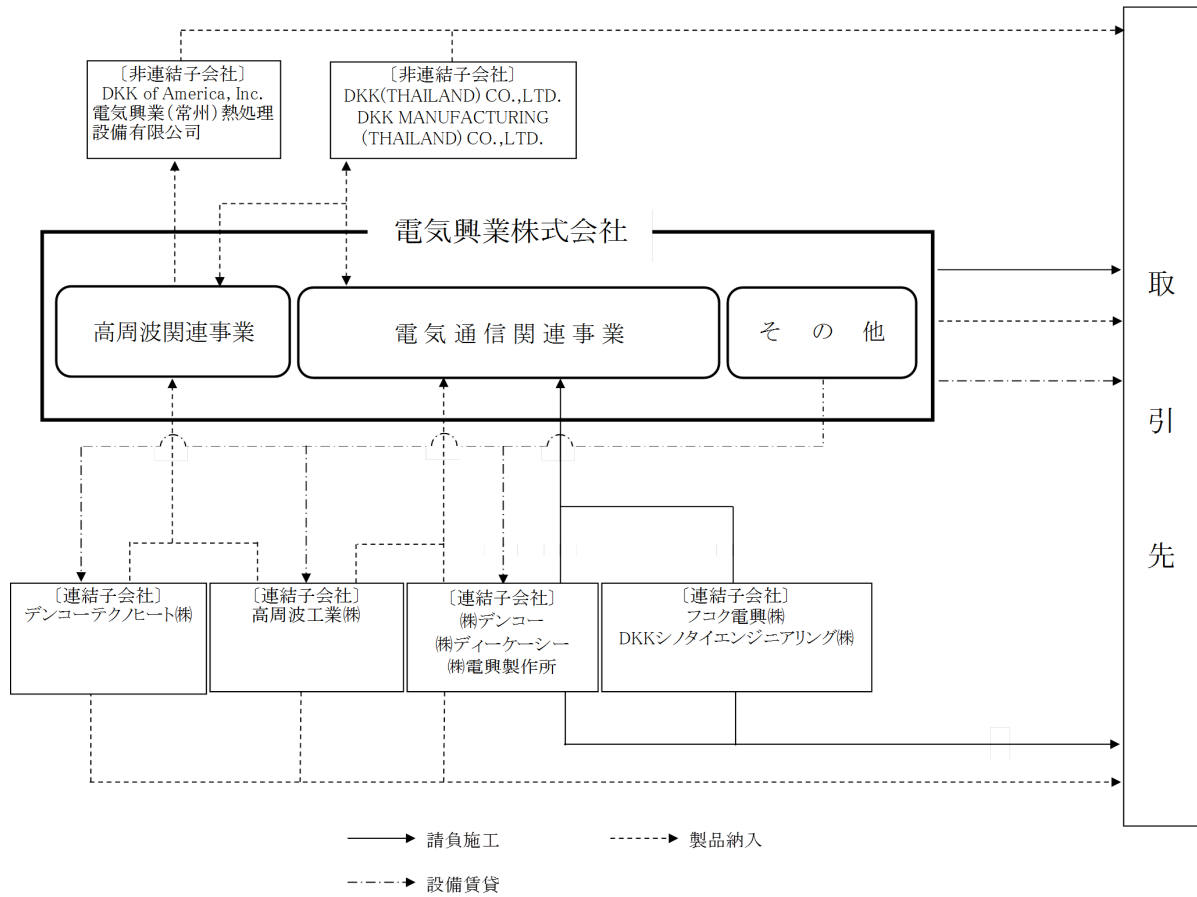 〔非連結子会社〕
DKK of America, Inc.
電気興業(常州)熱処理
設備有限公司
〔非連結子会社〕
DKK(THAILAND) CO.,LTD.
DKK MANUFACTURING
(THAILAND) CO.,LTD.
電気興業株式会社
高周波関連事業
電気通信関連事業
その他
取引先
〔連結子会社〕
デンコーテクノヒート㈱
〔連結子会社〕
高周波工業㈱
〔連結子会社〕
㈱デンコー
㈱ディーケーシー
㈱電興製作所
〔連結子会社〕
フコク電興㈱
DKKシノタイエンジニアリング㈱
請負施工
製品納入
設備賃貸